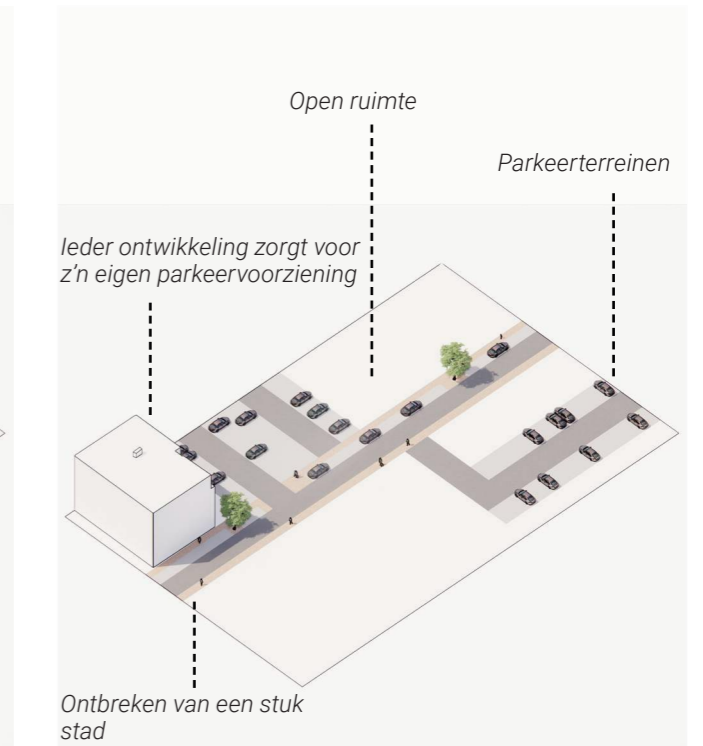 Open ruimte
Parkeerterreinen
Ieder ontwikkeling zorgt voor
z'n eigen parkeervoorziening
Ontbreken van een stuk
stad